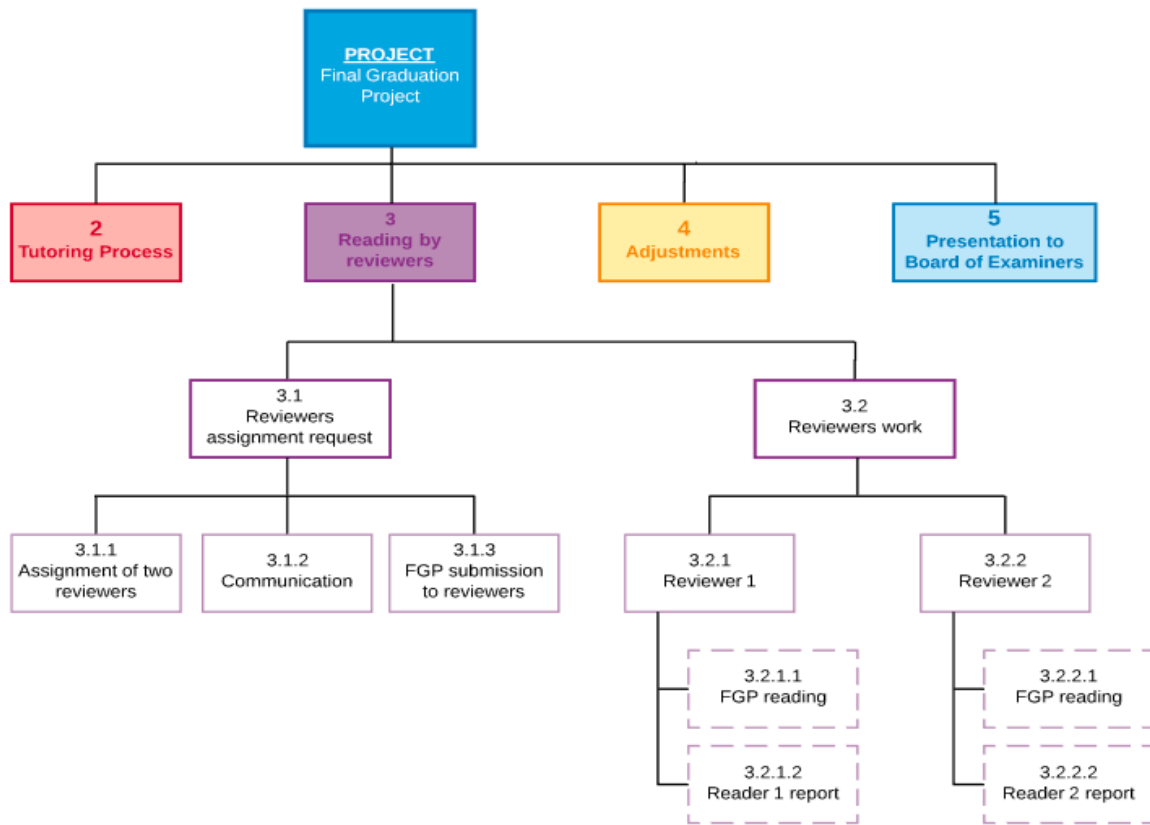 PROJECT
Final Graduation
Project
2
Tutoring Process
3
Reading by
reviewers
4
Adjustments
5
Presentation to
Board of Examiners
3.1
Reviewers
assignment request
3.2
Reviewers work
3.1.1
Assignment of two
reviewers
3.1.2
Communication
3.1.3
FGP submission
to reviewers
3.2.1
Reviewer 1
3.2.2
Reviewer 2
3.2.1.1
FGP reading
3.2.2.1
FGP reading
3.2.1.2
Reader 1 report
3.2.2.2
Reader 2 report